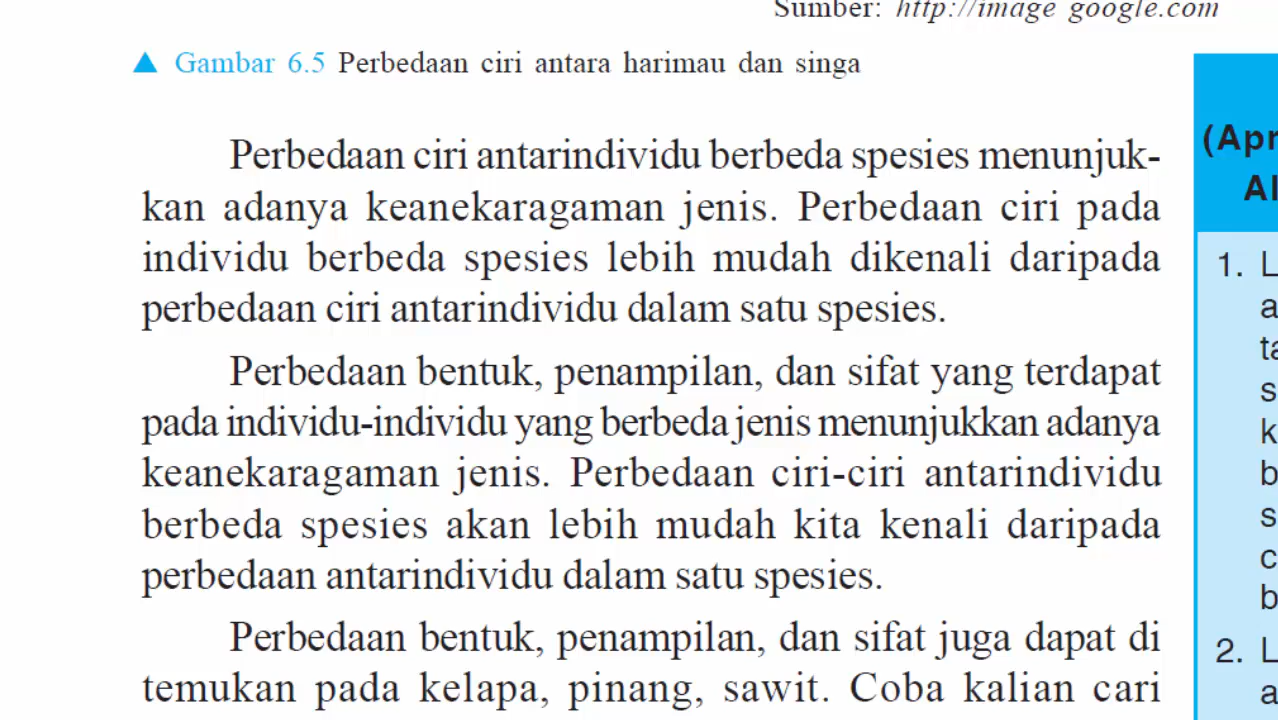 Sumber: http://image google.com
▲ Gambar 6.5 Perbedaan ciri antara harimau dan singa
Perbedaan ciri antarindividu berbeda spesies menunjuk-
kan adanya keanekaragaman jenis. Perbedaan ciri pada
individu berbeda spesies lebih mudah dikenali daripada
perbedaan ciri antarindividu dalam satu spesies.
Perbedaan bentuk, penampilan, dan sifat yang terdapat
pada individu-individu yang berbeda jenis menunjukkan adanya
keanekaragaman jenis. Perbedaan ciri-ciri antarindividu
berbeda spesies akan lebih mudah kita kenali daripada
perbedaan antarindividu dalam satu spesies.
Perbedaan bentuk, penampilan, dan sifat juga dapat di
temukan pada kelapa, pinang, sawit. Coba kalian cari
1.
2.